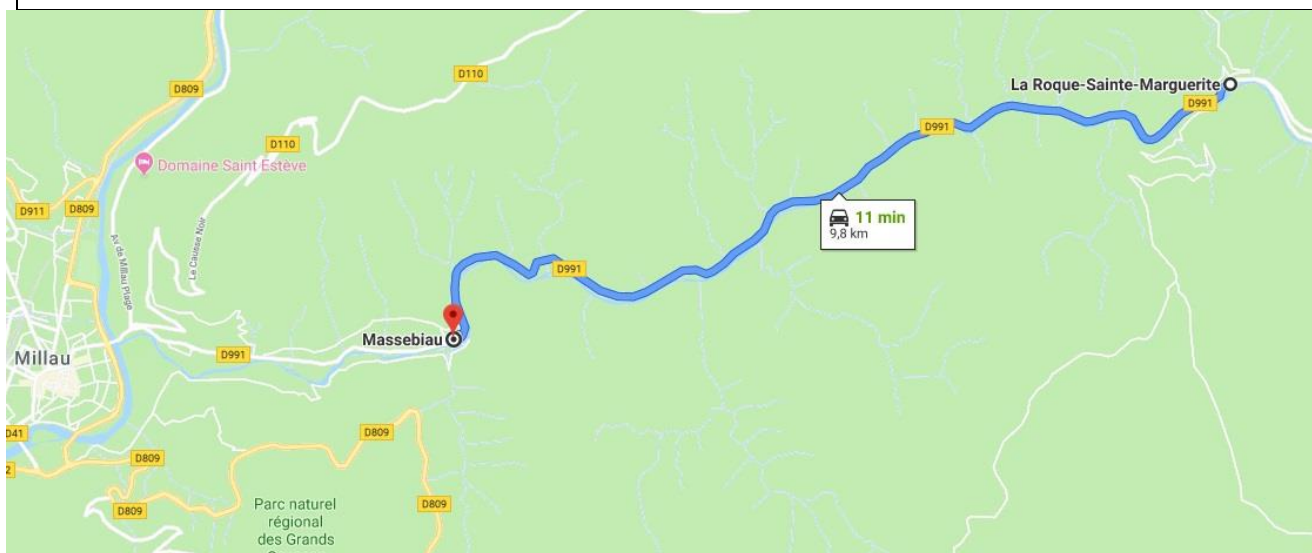 D809
D110
La Roque-Sainte-Marguerite
D991
D991
D110
Domaine Saint Estève
D911
D809
11 min
9,8 km
Av de Millau Plage
Le Causse Noir
D991
Massebiau
D991
Millau
D41
D809
D809
D809
Parc naturel
régional
des Grands